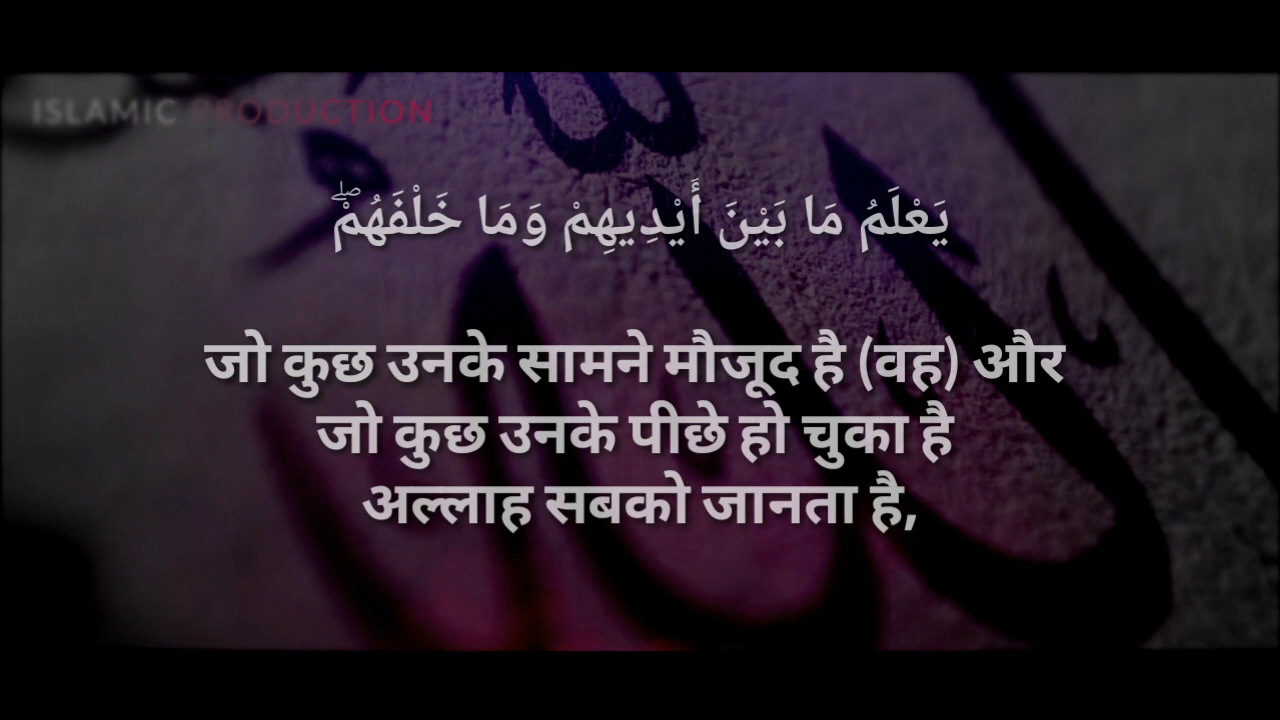 ISLAMIC PRODUCTION
يَعْلَمُ مَا بَيْنَ أَيْدِيهِمْ وَمَا خَلْفَهُمْۖ
जो कुछ उनके सामने मौजूद है (वह) और
जो कुछ उनके पीछे हो चुका है
अल्लाह सबको जानता है,